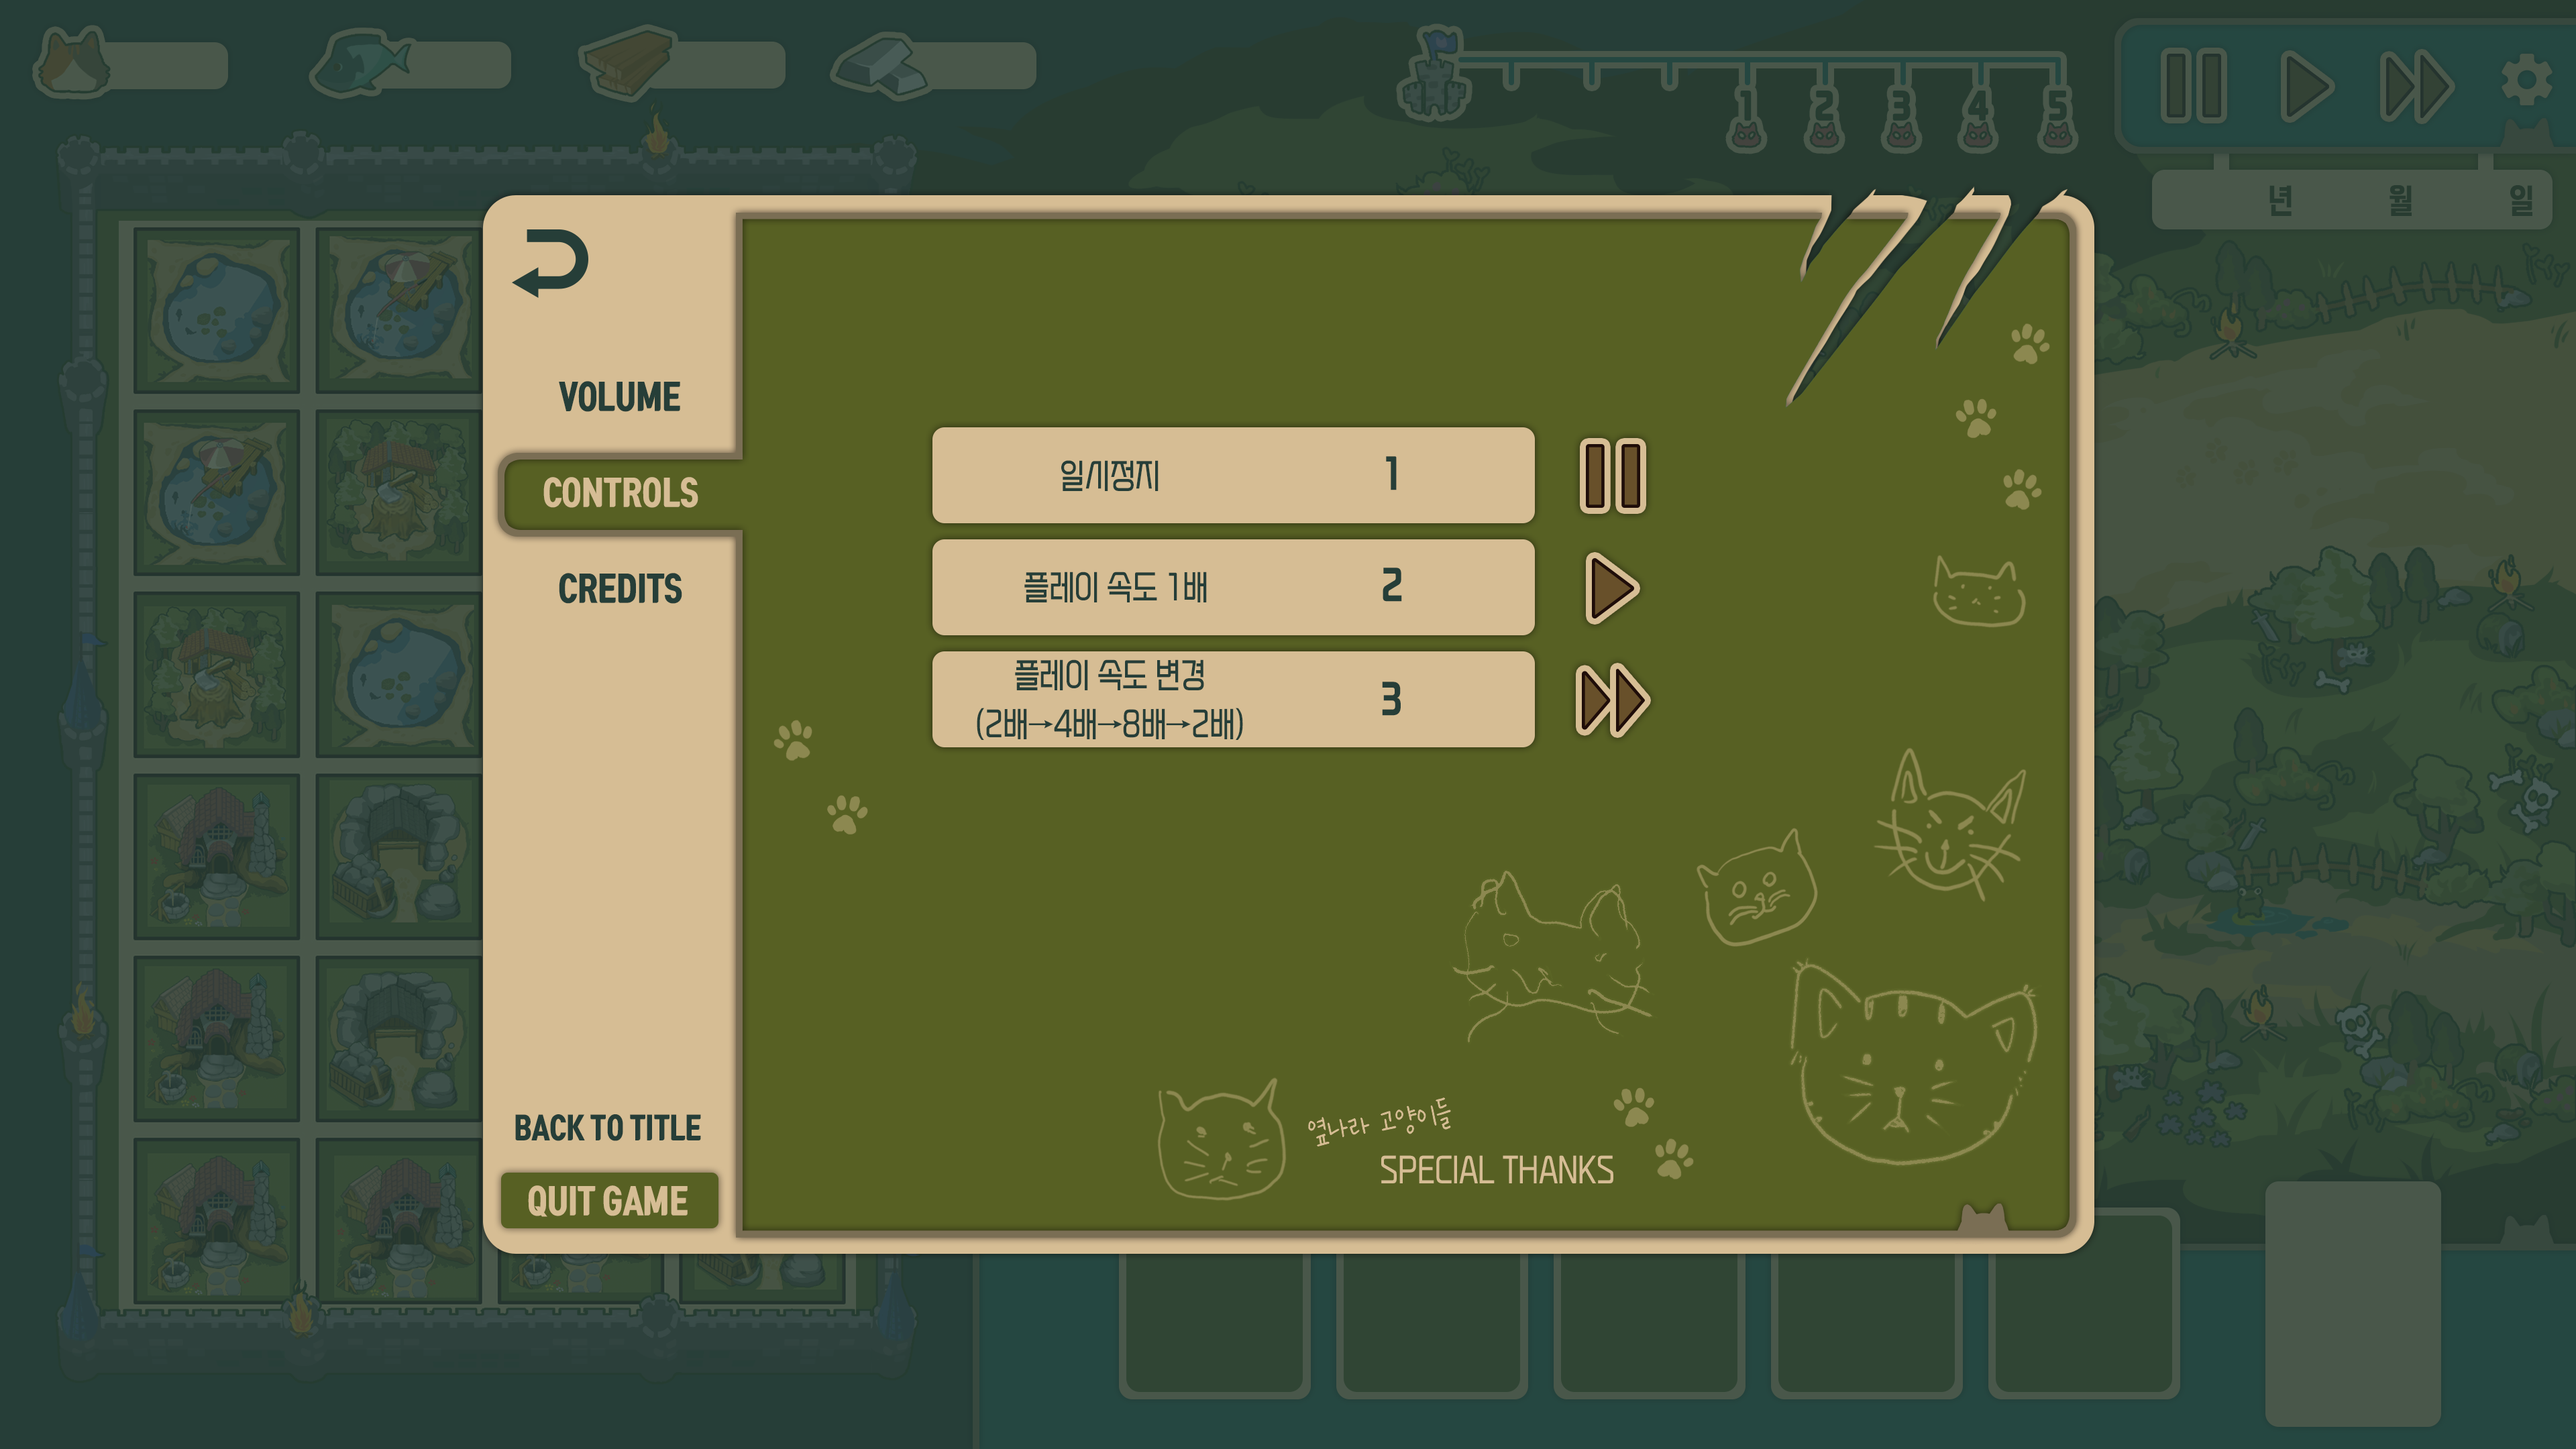 1 2 3 4 5
년 월 일
VOLUME
CONTROLS
CREDITS
일시정지 1
플레이 속도 1배 2
플레이 속도 변경
(2배→4배→8배→2배) 3
옆나라 고양이들
SPECIAL THANKS
BACK TO TITLE
QUIT GAME